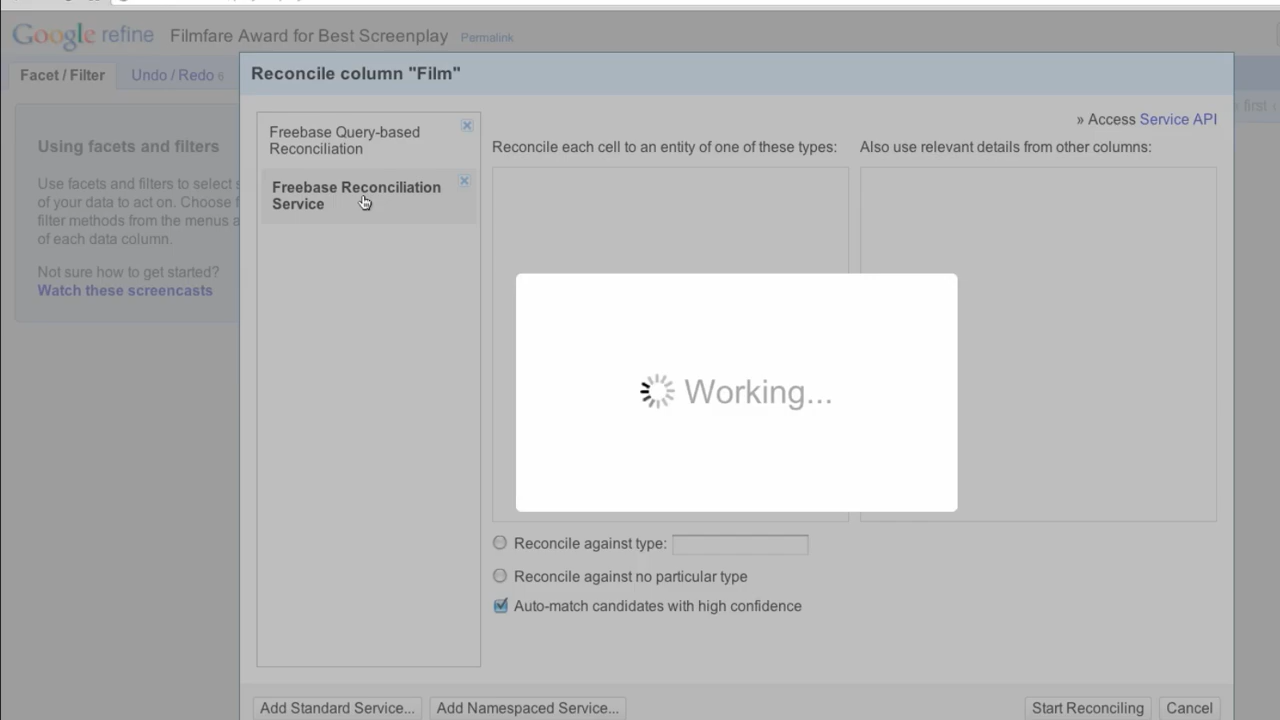 Google refine Filmfare Award for Best Screenplay Permalink
Facet / Filter Undo / Redo 6
Reconcile column "Film"
first
» Access Service API
Freebase Query-based
Reconciliation
Reconcile each cell to an entity of one of these types:
Also use relevant details from other columns:
Using facets and filters
Use facets and filters to select
of your data to act on. Choose
filter methods from the menus
of each data column.
Not sure how to get started?
Watch these screencasts
Freebase Reconciliation
Service
Working...
Reconcile against type:
Reconcile against no particular type
Auto-match candidates with high confidence
Add Standard Service... Add Namespaced Service... Start Reconciling Cancel